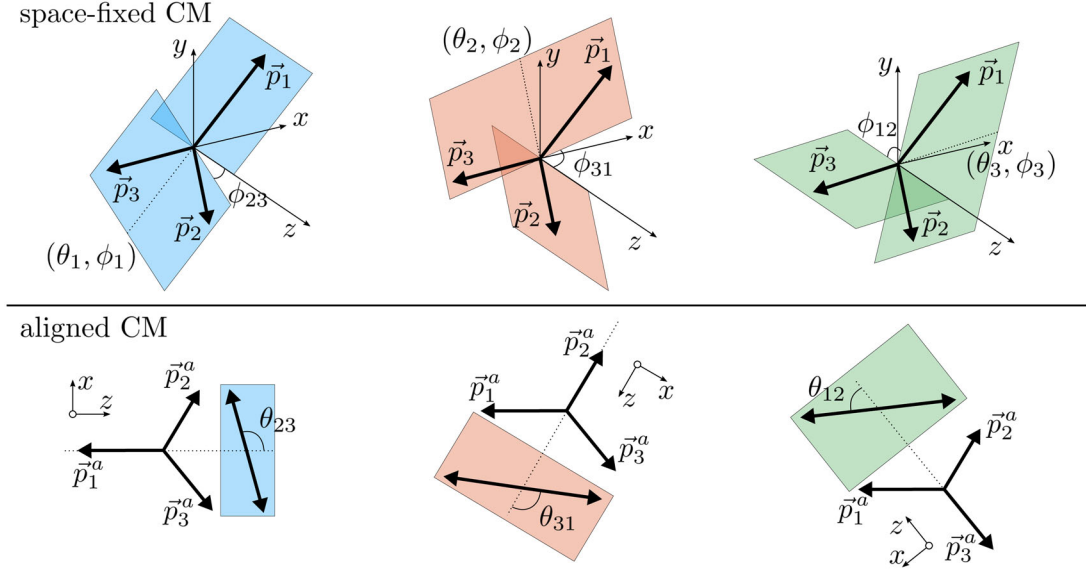 space-fixed CM
y
p⃗₁
x
p⃗₃
p⃗₂
ϕ₂₃
z
(θ₁, ϕ₁)
(θ₂, ϕ₂)
y
p⃗₁
x
p⃗₃
ϕ₃₁
p⃗₂
z
y
p⃗₁
ϕ₁₂
x
p⃗₃
(θ₃, ϕ₃)
p⃗₂
z
aligned CM
x
z
p⃗₂ᵃ
θ₂₃
p⃗₁ᵃ
p⃗₃ᵃ
p⃗₂ᵃ
p⃗₁ᵃ
x
z
p⃗₃ᵃ
θ₃₁
θ₁₂
p⃗₂ᵃ
p⃗₁ᵃ
z
x
p⃗₃ᵃ